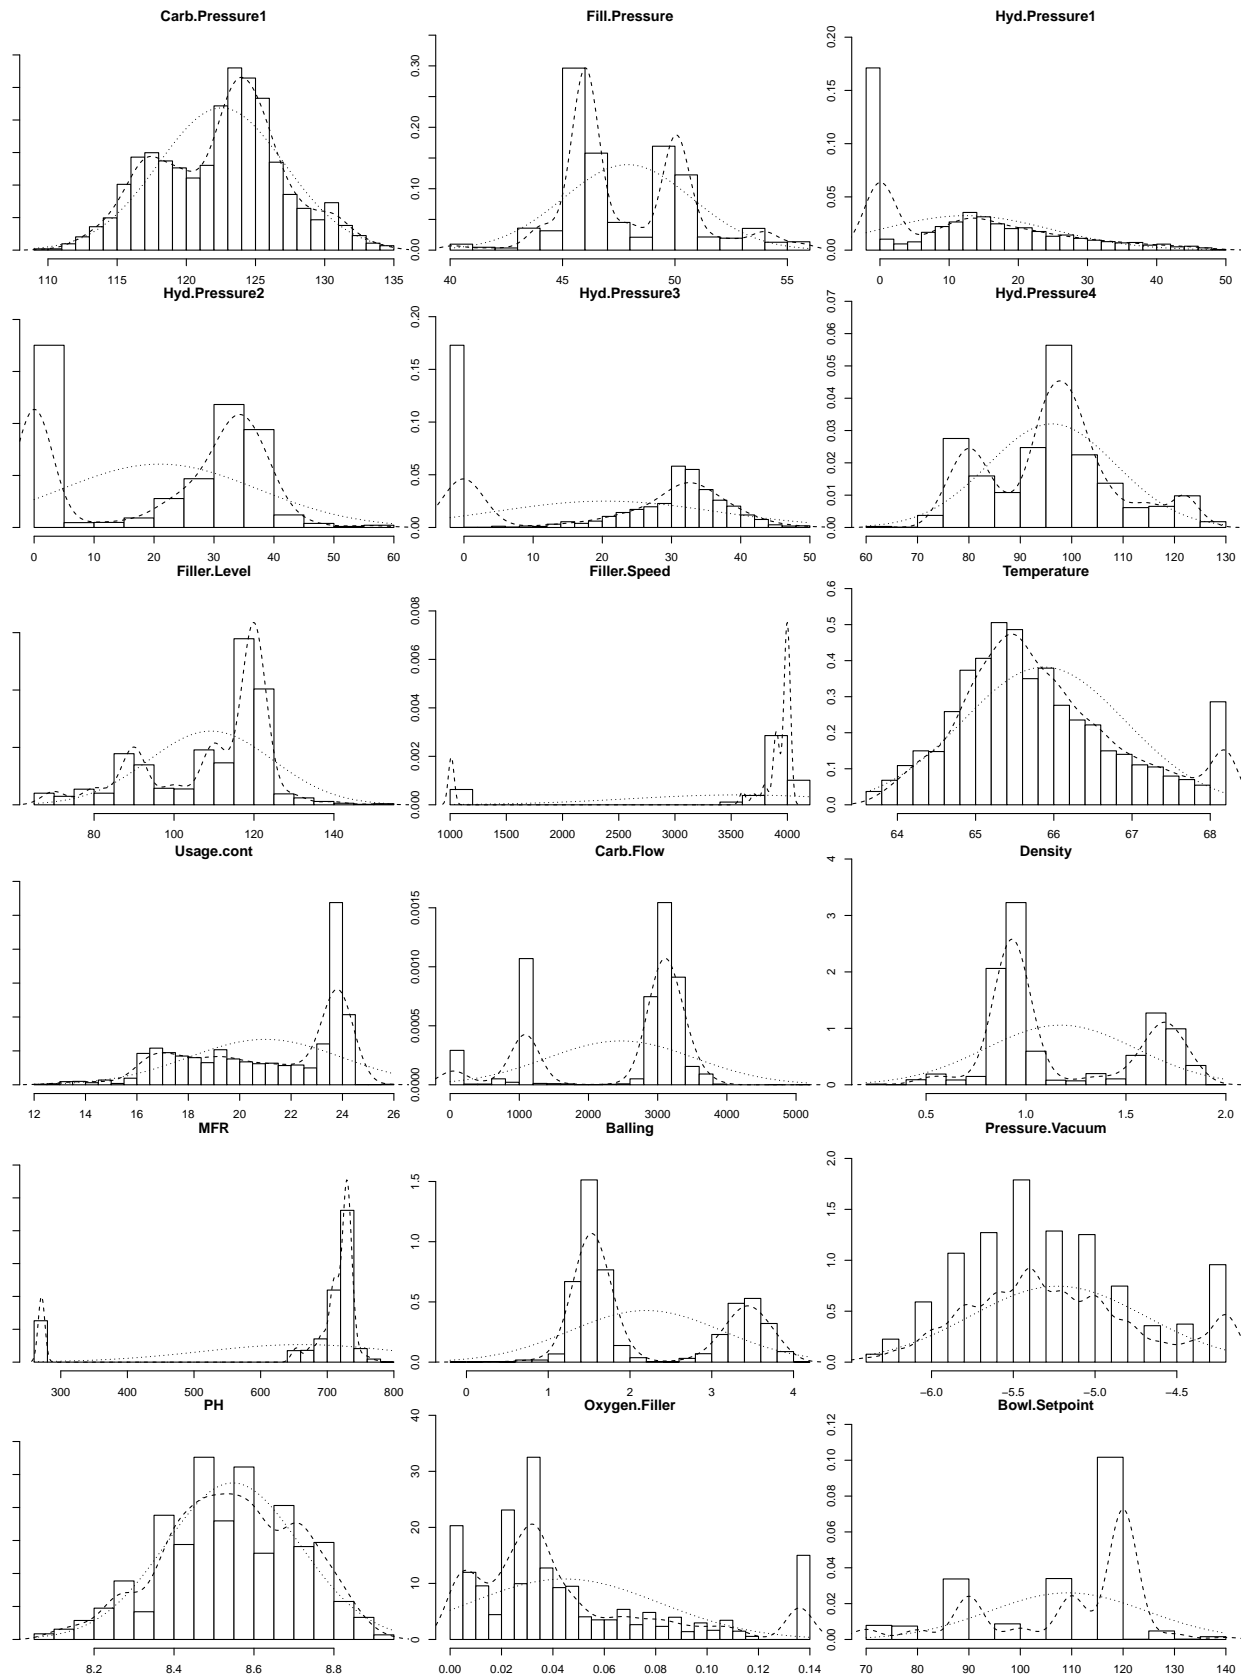 Carb.Pressure1 Fill.Pressure Hyd.Pressure1
0.00 0.10 0.20 0.30
0.00 0.05 0.10 0.15 0.20
110 115 120 125 130 135
40 45 50 55
0 10 20 30 40 50
Hyd.Pressure2 Hyd.Pressure3 Hyd.Pressure4
0.00 0.05 0.10 0.15 0.20
0.00 0.01 0.02 0.03 0.04 0.05 0.06 0.07
0 10 20 30 40 50 60
0 10 20 30 40 50
60 70 80 90 100 110 120 130
Filler.Level Filler.Speed Temperature
0.000 0.002 0.004 0.006 0.008
0.0 0.1 0.2 0.3 0.4 0.5 0.6
80 100 120 140
1000 1500 2000 2500 3000 3500 4000
64 65 66 67 68
Usage.cont Carb.Flow Density
0.0000 0.0005 0.0010 0.0015
0 1 2 3 4
12 14 16 18 20 22 24 26
0 1000 2000 3000 4000 5000
0.5 1.0 1.5 2.0
MFR Balling Pressure.Vacuum
0.0 0.5 1.0 1.5
0.0 0.5 1.0 1.5 2.0
300 400 500 600 700 800
0 1 2 3 4
−6.0 −5.5 −5.0 −4.5
PH Oxygen.Filler Bowl.Setpoint
0 10 20 30 40
0.00 0.02 0.04 0.06 0.08 0.10 0.12
8.2 8.4 8.6 8.8
0.00 0.02 0.04 0.06 0.08 0.10 0.12 0.14
70 80 90 100 110 120 130 140